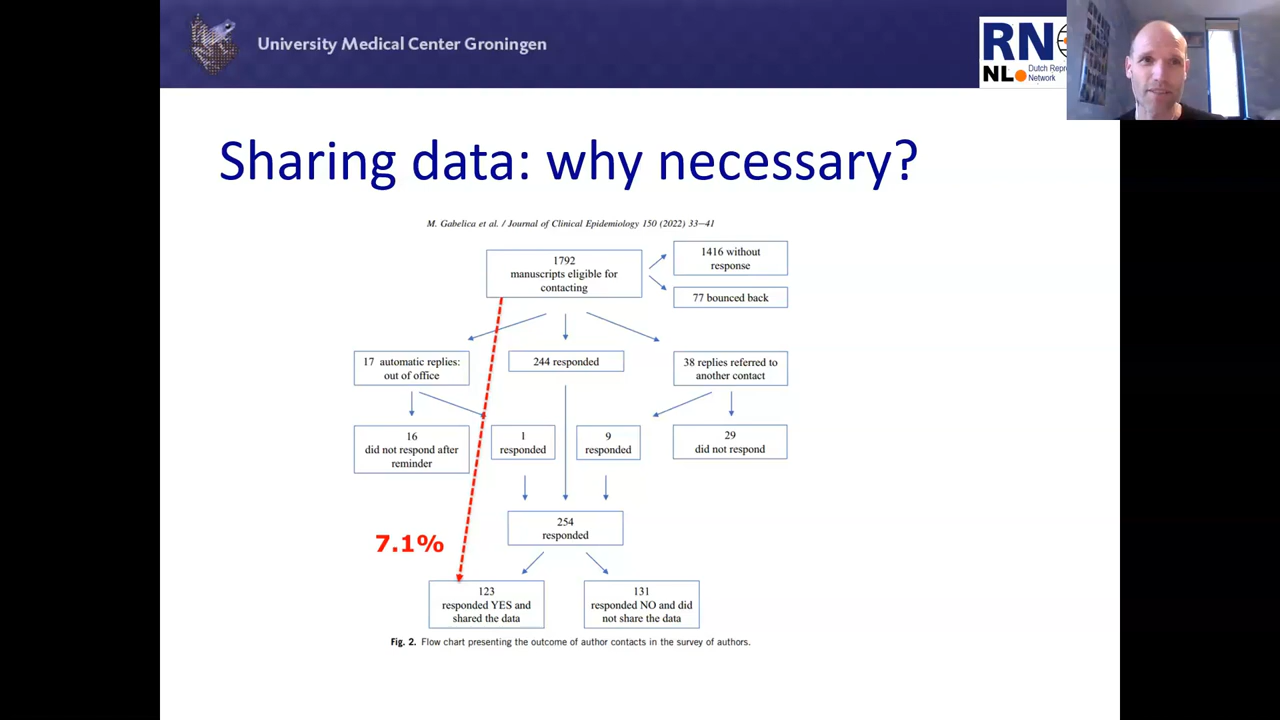 University Medical Center Groningen
RN
NL
Dutch
Network
Sharing data: why necessary?
M. Gabelica et al. / Journal of Clinical Epidemiology 150 (2022) 33–41
1792
manuscripts eligible for
contacting
1416 without
response
77 bounced back
17 automatic replies:
out of office
244 responded
38 replies referred to
another contact
16
did not respond after
reminder
1
responded
9
responded
29
did not respond
254
responded
7.1%
123
responded YES and
shared the data
131
responded NO and did
not share the data
Fig. 2. Flow chart presenting the outcome of author contacts in the survey of authors.